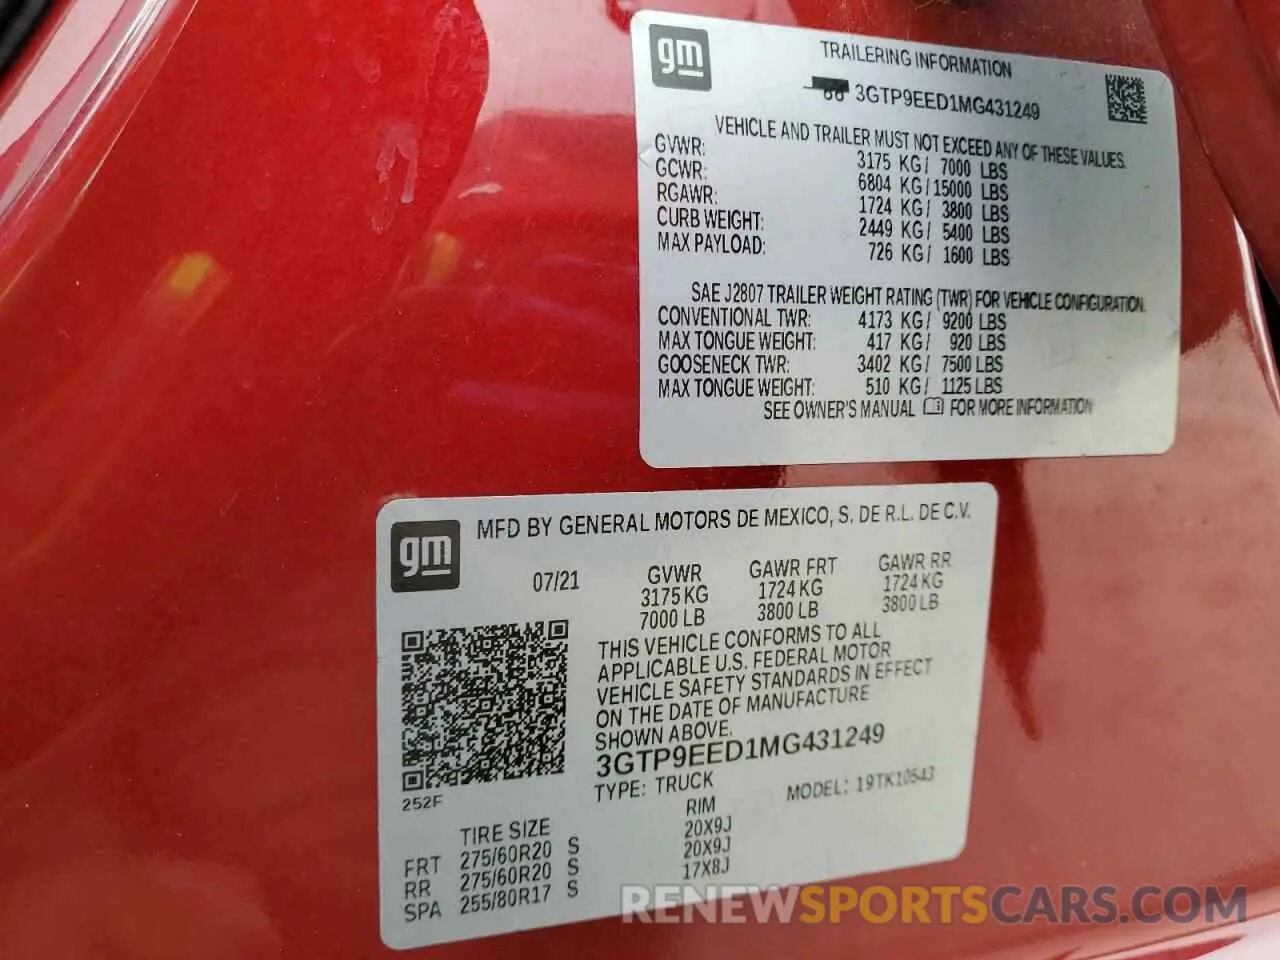 gm
TRAILERING INFORMATION
3GTP9EED1MG431249
VEHICLE AND TRAILER MUST NOT EXCEED ANY OF THESE VALUES.
GVWR: 3175 KG/ 7000 LBS
GCWR: 6804 KG/15000 LBS
RGAWR: 1724 KG/ 3800 LBS
CURB WEIGHT: 2449 KG/ 5400 LBS
MAX PAYLOAD: 726 KG/ 1600 LBS
SAE J2807 TRAILER WEIGHT RATING (TWR) FOR VEHICLE CONFIGURATION.
CONVENTIONAL TWR: 4173 KG/ 9200 LBS
MAX TONGUE WEIGHT: 417 KG/ 920 LBS
GOOSENECK TWR: 3402 KG/ 7500 LBS
MAX TONGUE WEIGHT: 510 KG/ 1125 LBS
SEE OWNER'S MANUAL FOR MORE INFORMATION
gm
MFD BY GENERAL MOTORS DE MEXICO, S. DE R.L. DE C.V.
07/21 GVWR GAWR FRT GAWR RR
3175 KG 1724 KG 1724 KG
7000 LB 3800 LB 3800 LB
THIS VEHICLE CONFORMS TO ALL
APPLICABLE U.S. FEDERAL MOTOR
VEHICLE SAFETY STANDARDS IN EFFECT
ON THE DATE OF MANUFACTURE
SHOWN ABOVE.
3GTP9EED1MG431249
TYPE: TRUCK MODEL: 19TK10543
252F
TIRE SIZE RIM
FRT 275/60R20 S 20X9J
RR 275/60R20 S 20X9J
SPA 255/80R17 S 17X8J
RENEWSPORTSCARS.COM